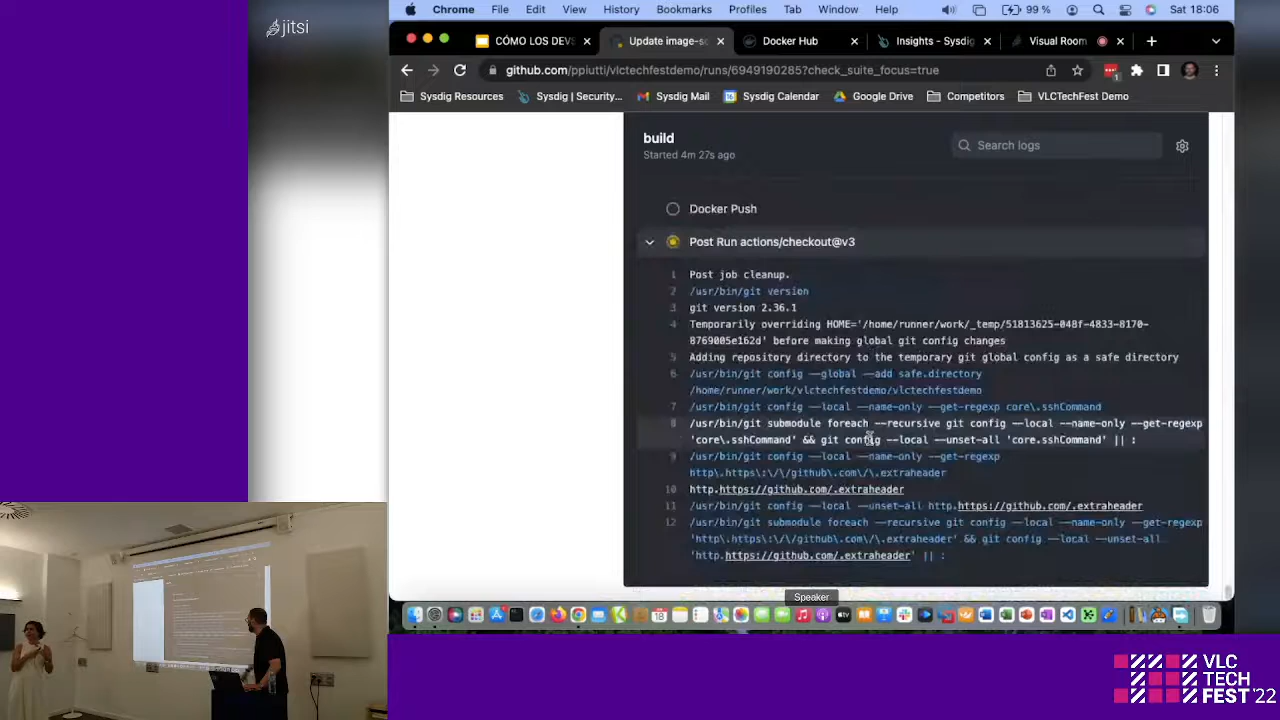 jitsi
Chrome File Edit View History Bookmarks Profiles Tab Window Help 99 % Sat 18:06
CÓMO LOS DEVS Update image-sc Docker Hub Insights - Sysdig Visual Room
github.com/ppiutti/vlctechfestdemo/runs/6949190285?check_suite_focus=true
Sysdig Resources Sysdig | Security... Sysdig Mail Sysdig Calendar Google Drive Competitors VLCTechFest Demo
build
Started 4m 27s ago
Search logs
Docker Push
Post Run actions/checkout@v3
1 Post job cleanup.
2 /usr/bin/git version
3 git version 2.36.1
4 Temporarily overriding HOME='/home/runner/work/_temp/51813625-048f-4833-8170-
8769005e162d' before making global git config changes
5 Adding repository directory to the temporary git global config as a safe directory
6 /usr/bin/git config --global --add safe.directory
/home/runner/work/vlctechfestdemo/vlctechfestdemo
7 /usr/bin/git config --local --name-only --get-regexp core\.sshCommand
8 /usr/bin/git submodule foreach --recursive git config --local --name-only --get-regexp
'core\.sshCommand' && git config --local --unset-all 'core.sshCommand' || :
9 /usr/bin/git config --local --name-only --get-regexp
http\.https\:\/\/github\.com\/\.extraheader
10 http.https://github.com/.extraheader
11 /usr/bin/git config --local --unset-all http.https://github.com/.extraheader
12 /usr/bin/git submodule foreach --recursive git config --local --name-only --get-regexp
'http\.https\:\/\/github\.com\/\.extraheader' && git config --local --unset-all
'http.https://github.com/.extraheader' || :
Speaker
VLC
TECH
FEST'22